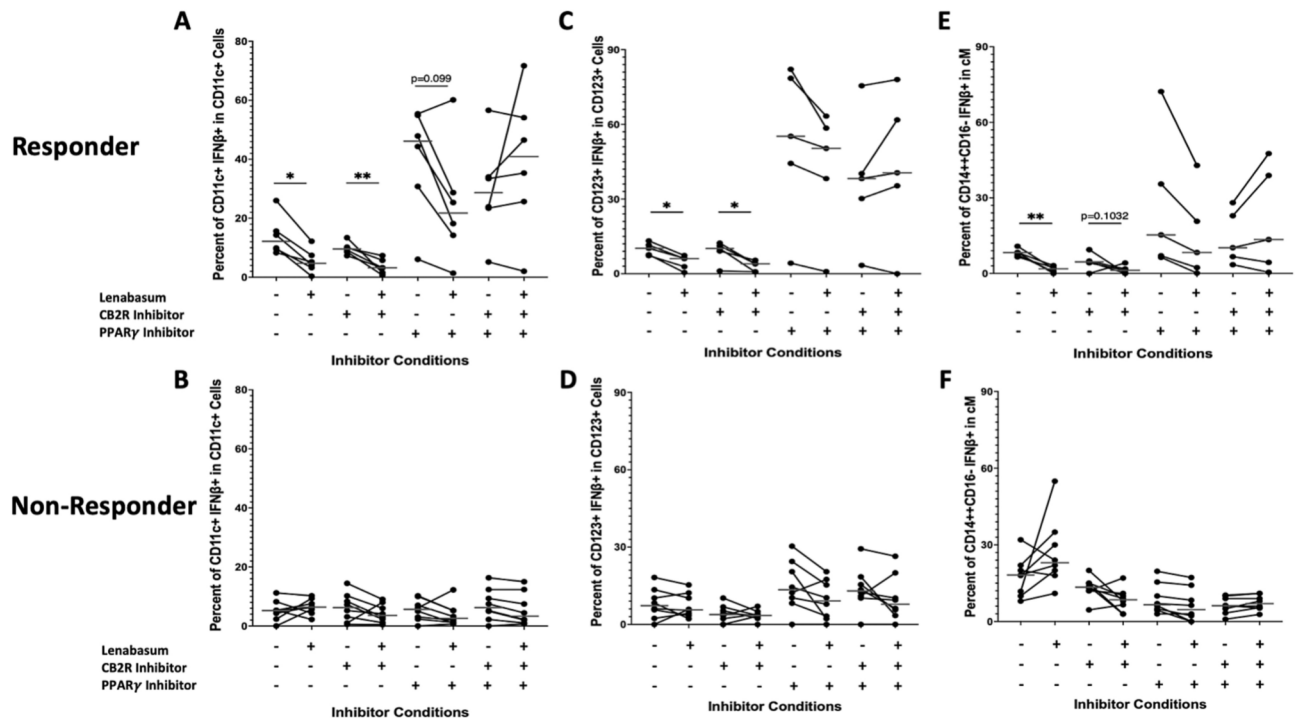 A
Percent of CD11c+ IFNβ+ in CD11c+ Cells
80
60
40
20
0
*
**
p=0.099
C
Percent of CD123+ IFNβ+ in CD123+ Cells
90
60
30
0
*
*
E
Percent of CD14++CD16- IFNβ+ in cM
90
60
30
0
**
p=0.1032
Responder
Lenabasum - + - + - + - + - + - + - + - + - + - + - + - +
CB2R Inhibitor - - + + - - + + - - + + - - + + - - + + - - + +
PPARγ Inhibitor - - - - + + + + - - - - + + + + - - - - + + + +
Inhibitor Conditions
Inhibitor Conditions
Inhibitor Conditions
B
Percent of CD11c+ IFNβ+ in CD11c+ Cells
80
60
40
20
0
D
Percent of CD123+ IFNβ+ in CD123+ Cells
90
60
30
0
F
Percent of CD14++CD16- IFNβ+ in cM
90
60
30
0
Non-Responder
Lenabasum - + - + - + - + - + - + - + - + - + - + - + - +
CB2R Inhibitor - - + + - - + + - - + + - - + + - - + + - - + +
PPARγ Inhibitor - - - - + + + + - - - - + + + + - - - - + + + +
Inhibitor Conditions
Inhibitor Conditions
Inhibitor Conditions